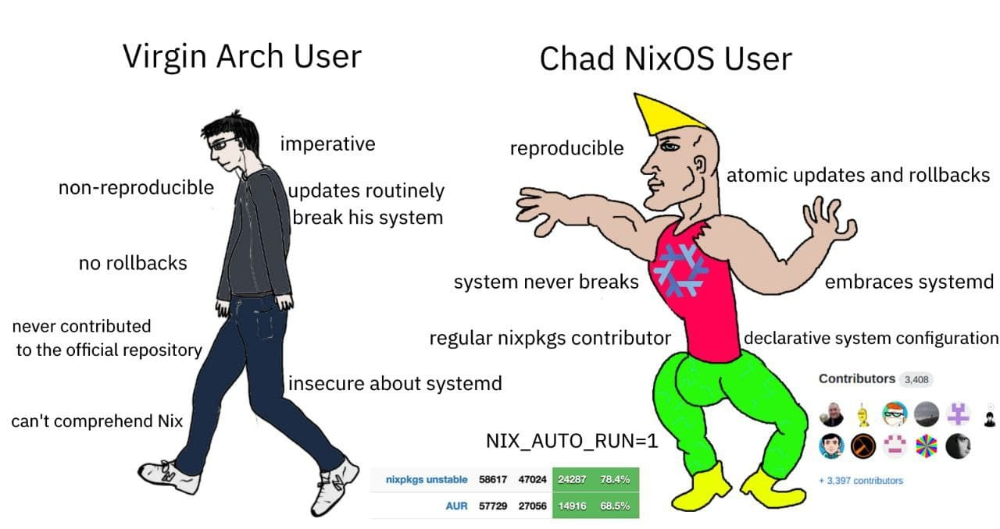 Virgin Arch User
imperative
non-reproducible
updates routinely
break his system
no rollbacks
never contributed
to the official repository
insecure about systemd
can't comprehend Nix
Chad NixOS User
reproducible
atomic updates and rollbacks
system never breaks
embraces systemd
regular nixpkgs contributor
declarative system configuration
NIX_AUTO_RUN=1
Contributors 3,408
+ 3,397 contributors
nixpkgs unstable 58617 47024 24287 78.4%
AUR 57729 27056 14916 68.5%